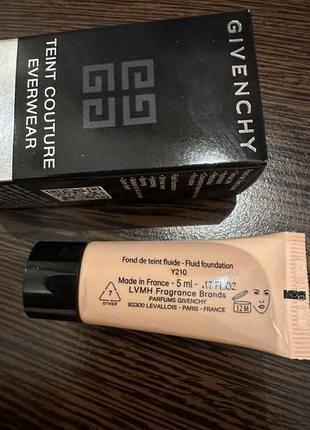 GIVENCHY
TEINT COUTURE
EVERWEAR
Fond de teint fluide - Fluid foundation
Y210
Made in France - 5 ml - .17 FL.OZ
LVMH Fragrance Brands
PARFUMS GIVENCHY
92300 LEVALLOIS - PARIS - FRANCE
7
OTHER
12M